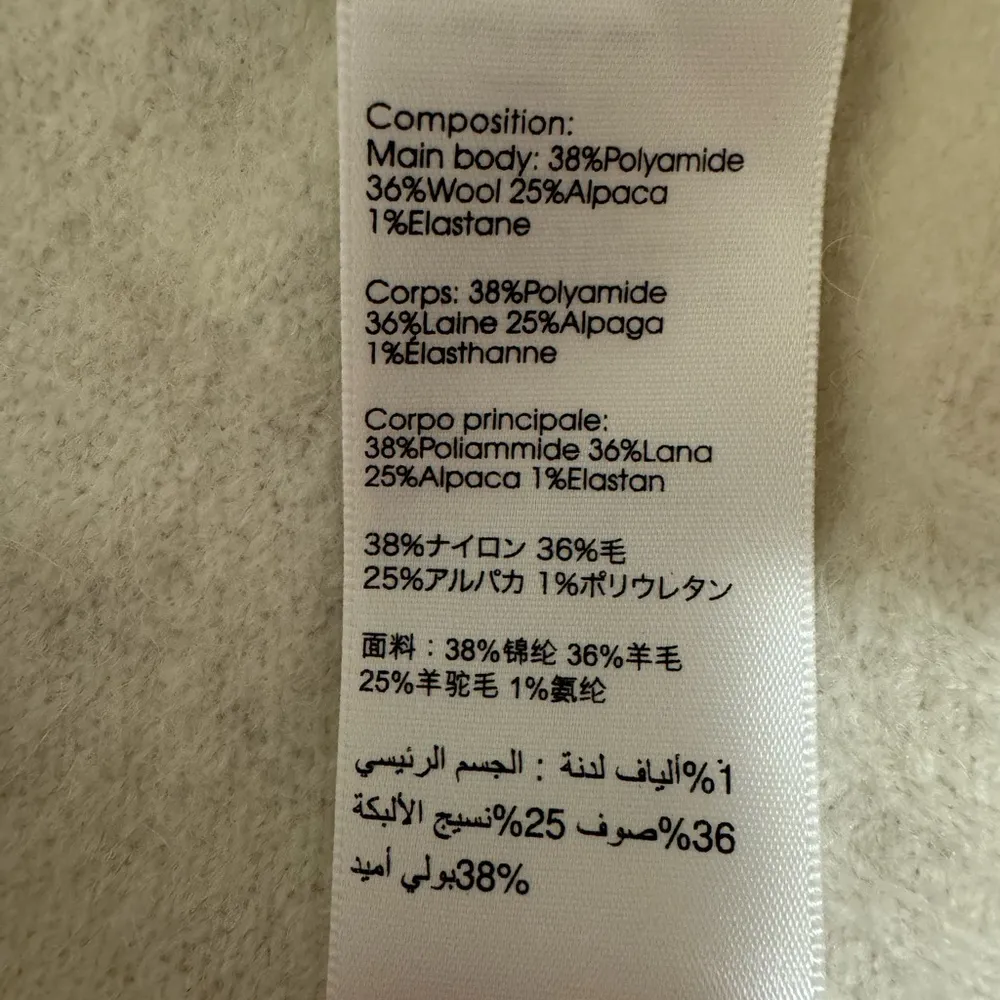 Composition:
Main body: 38%Polyamide
36%Wool 25%Alpaca
1%Elastane
Corps: 38%Polyamide
36%Laine 25%Alpaga
1%Élasthanne
Corpo principale:
38%Poliammide 36%Lana
25%Alpaca 1%Elastan
38%ナイロン 36%毛
25%アルパカ 1%ポリウレタン
面料：38%锦纶 36%羊毛
25%羊驼毛 1%氨纶
1%ألياف لدنة : الجسم الرئيسي
36%صوف 25%نسيج الألبكة
38%بولي أميد